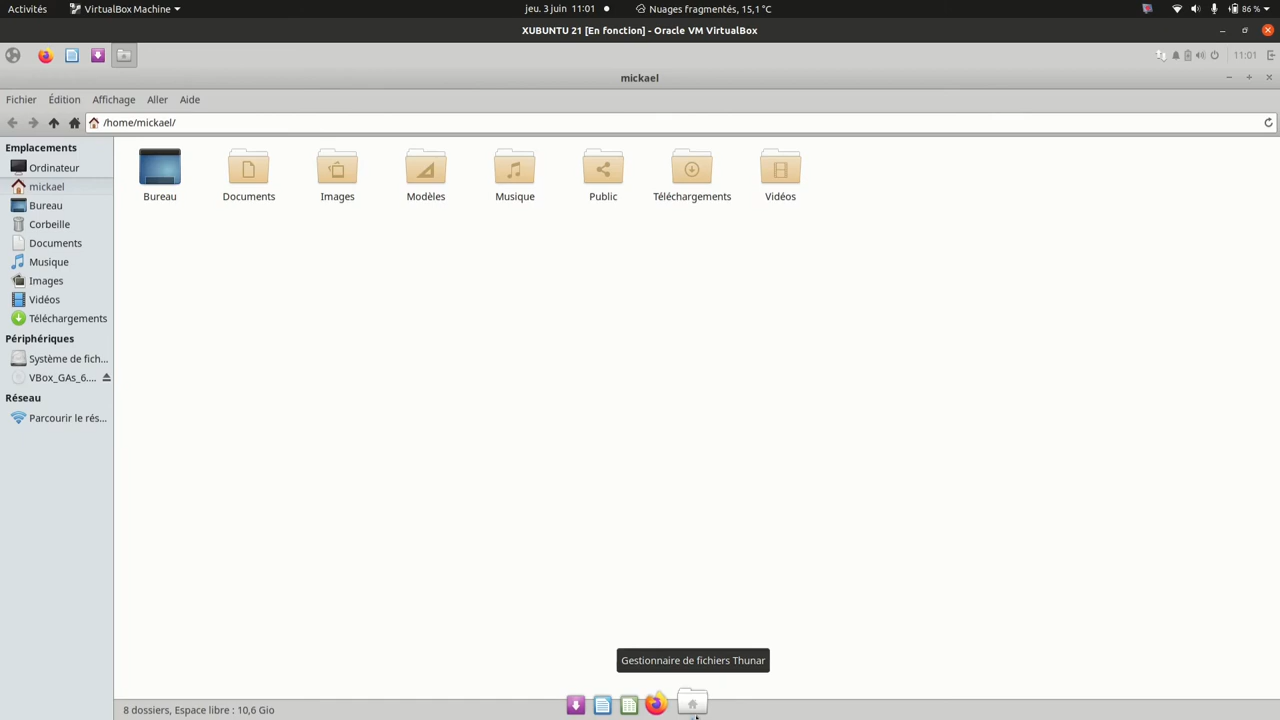 Activités VirtualBox Machine jeu. 3 juin 11:01 Nuages fragmentés, 15,1 °C 86 %
XUBUNTU 21 [En fonction] - Oracle VM VirtualBox
11:01
mickael
Fichier Édition Affichage Aller Aide
/home/mickael/
Emplacements
Ordinateur
mickael
Bureau
Corbeille
Documents
Musique
Images
Vidéos
Téléchargements
Périphériques
Système de fich...
VBox_GAs_6....
Réseau
Parcourir le rés...
Bureau Documents Images Modèles Musique Public Téléchargements Vidéos
Gestionnaire de fichiers Thunar
8 dossiers, Espace libre : 10,6 Gio